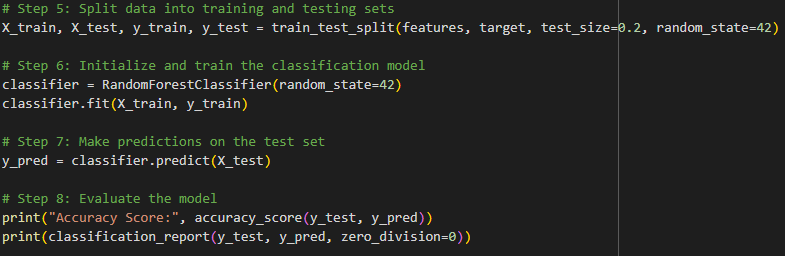 # Step 5: Split data into training and testing sets
X_train, X_test, y_train, y_test = train_test_split(features, target, test_size=0.2, random_state=42)
# Step 6: Initialize and train the classification model
classifier = RandomForestClassifier(random_state=42)
classifier.fit(X_train, y_train)
# Step 7: Make predictions on the test set
y_pred = classifier.predict(X_test)
# Step 8: Evaluate the model
print("Accuracy Score:", accuracy_score(y_test, y_pred))
print(classification_report(y_test, y_pred, zero_division=0))